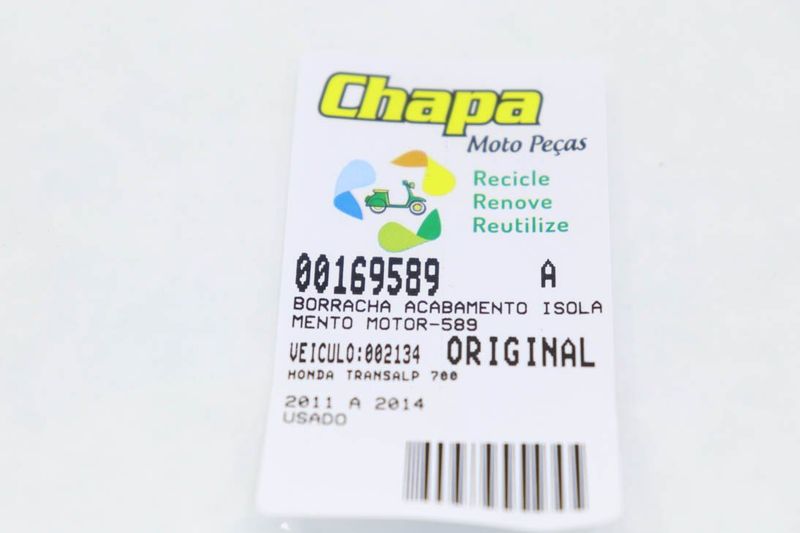 Chapa
Moto Peças
Recicle
Renove
Reutilize
00169589 A
BORRACHA ACABAMENTO ISOLA
MENTO MOTOR-589
VEICULO:002134 ORIGINAL
HONDA TRANSALP 700
2011 A 2014
USADO